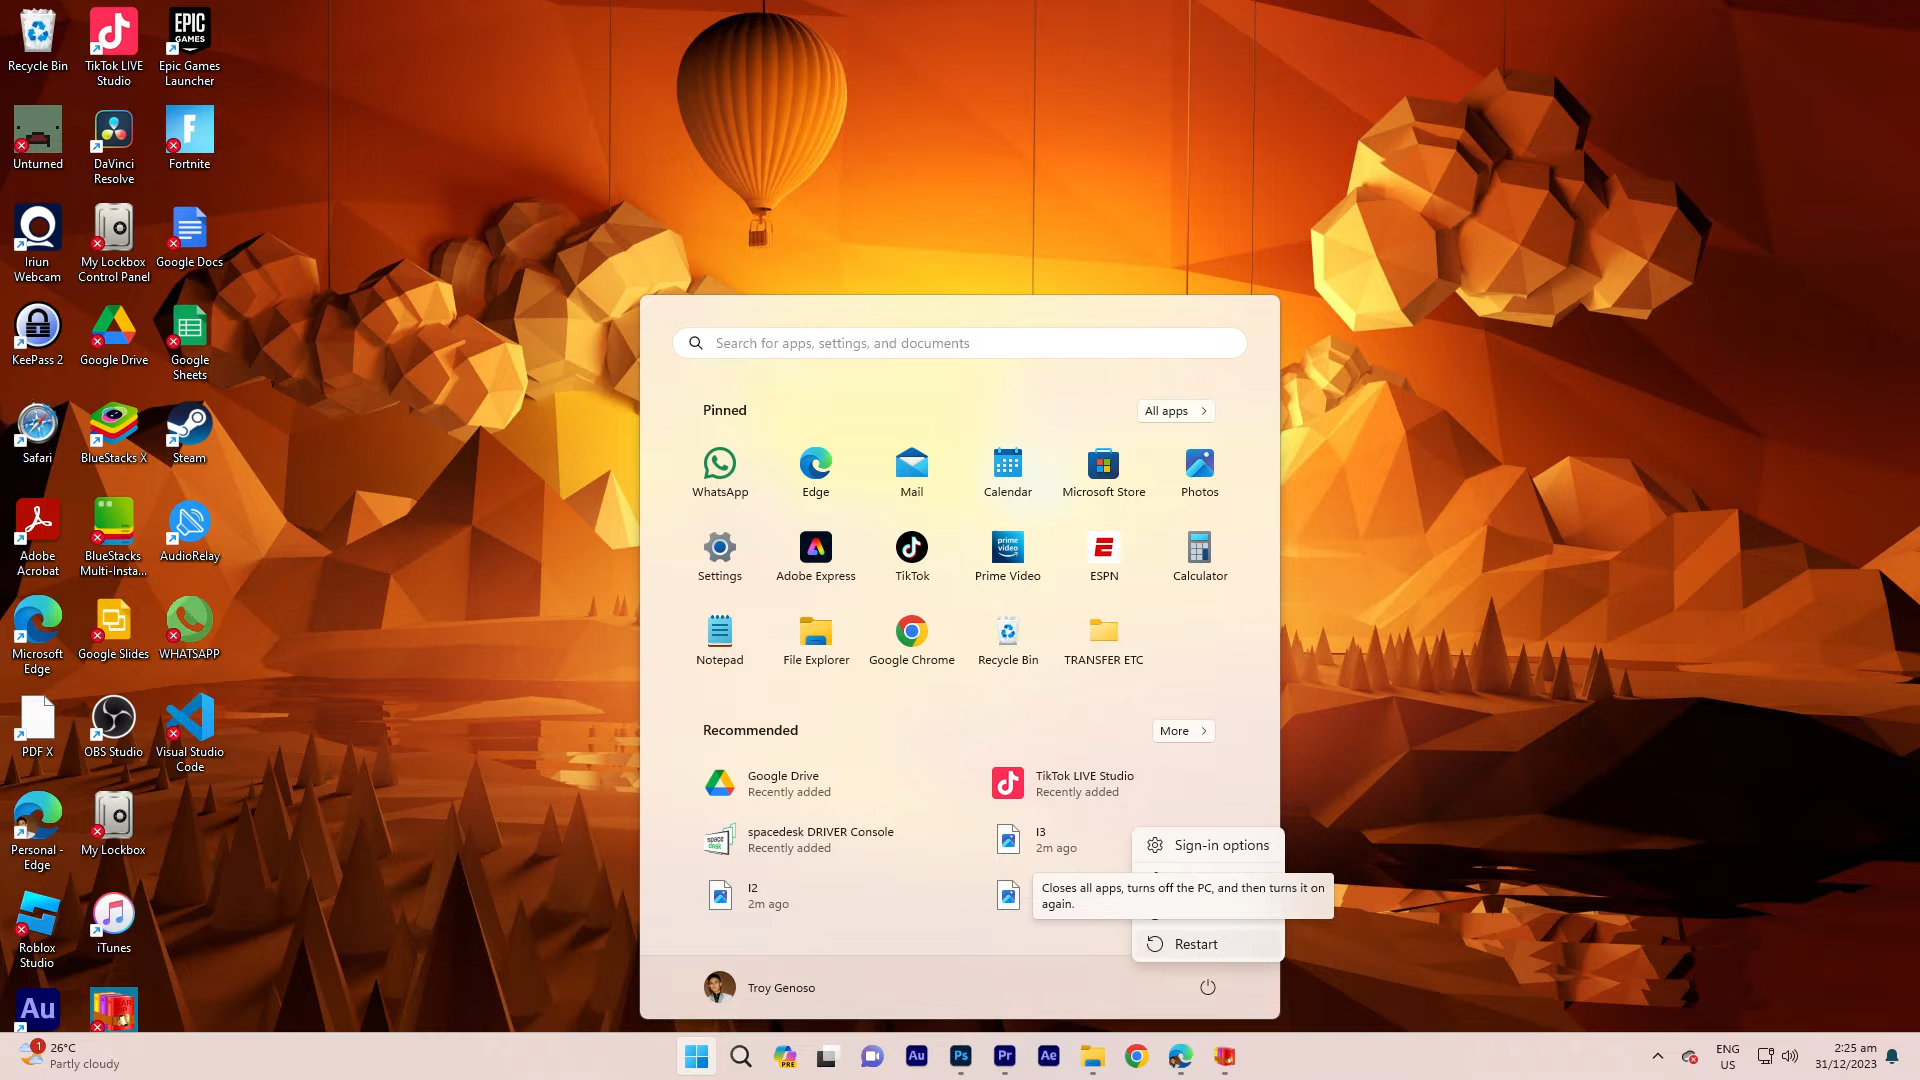 Recycle Bin
TikTok LIVE
Studio
EPIC
GAMES
Epic Games
Launcher
Unturned
DaVinci
Resolve
Fortnite
Iriun
Webcam
My Lockbox
Control Panel
Google Docs
KeePass 2
Google Drive
Google
Sheets
Safari
BlueStacks X
Steam
Adobe
Acrobat
BlueStacks
Multi-Insta...
AudioRelay
Microsoft
Edge
Google Slides
WHATSAPP
PDF X
OBS Studio
Visual Studio
Code
Personal -
Edge
My Lockbox
Roblox
Studio
iTunes
Au
Search for apps, settings, and documents
Pinned
All apps
WhatsApp
Edge
Mail
Calendar
Microsoft Store
Photos
Settings
Adobe Express
TikTok
prime
video
Prime Video
ESPN
Calculator
Notepad
File Explorer
Google Chrome
Recycle Bin
TRANSFER ETC
Recommended
More
Google Drive
Recently added
TikTok LIVE Studio
Recently added
space
desk
spacedesk DRIVER Console
Recently added
I3
2m ago
I2
2m ago
Sign-in options
Closes all apps, turns off the PC, and then turns it on
again.
Restart
Troy Genoso
1
26°C
Partly cloudy
PRE
Au
Ps
Pr
Ae
ENG
US
2:25 am
31/12/2023